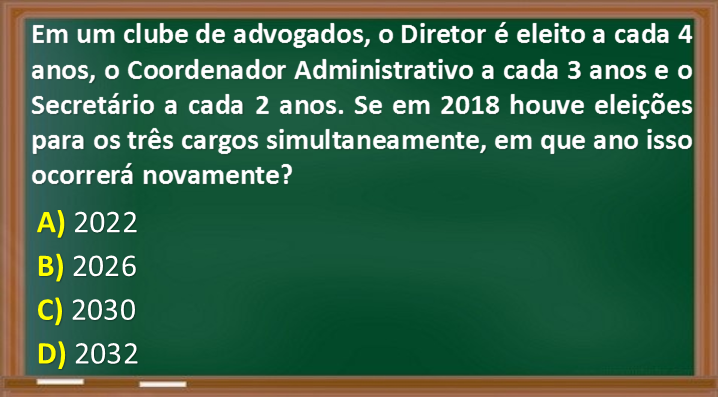 Em um clube de advogados, o Diretor é eleito a cada 4
anos, o Coordenador Administrativo a cada 3 anos e o
Secretário a cada 2 anos. Se em 2018 houve eleições
para os três cargos simultaneamente, em que ano isso
ocorrerá novamente?
A) 2022
B) 2026
C) 2030
D) 2032